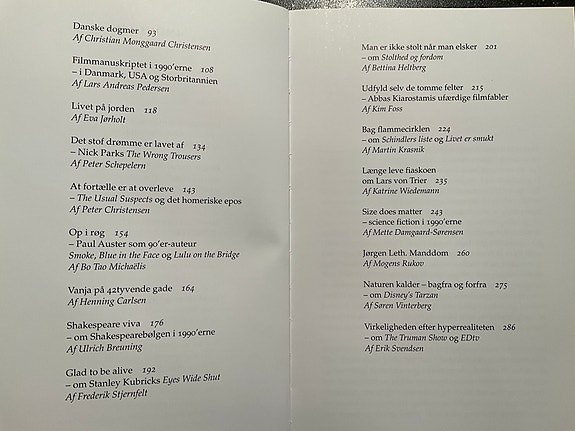 Danske dogmer 93
Af Christian Monggaard Christensen
Filmmanuskriptet i 1990'erne 108
– i Danmark, USA og Storbritannien
Af Lars Andreas Pedersen
Livet på jorden 118
Af Eva Jørholt
Det stof drømme er lavet af 134
– Nick Parks The Wrong Trousers
Af Peter Schepelern
At fortælle er at overleve 143
– The Usual Suspects og det homeriske epos
Af Peter Christensen
Op i røg 154
– Paul Auster som 90'er-auteur
Smoke, Blue in the Face og Lulu on the Bridge
Af Bo Tao Michaëlis
Vanja på 42tyvende gade 164
Af Henning Carlsen
Shakespeare viva 176
– om Shakespearebølgen i 1990'erne
Af Ulrich Breuning
Glad to be alive 192
– om Stanley Kubricks Eyes Wide Shut
Af Frederik Stjernfelt
Man er ikke stolt når man elsker 201
– om Stolthed og fordom
Af Bettina Heltberg
Udfyld selv de tomme felter 215
– Abbas Kiarostamis ufærdige filmfabler
Af Kim Foss
Bag flammecirklen 224
– om Schindlers liste og Livet er smukt
Af Martin Krasnik
Længe leve fiaskoen
om Lars von Trier 235
Af Katrine Wiedemann
Size does matter 243
– science fiction i 1990'erne
Af Mette Damgaard-Sørensen
Jørgen Leth. Manddom 260
Af Mogens Rukov
Naturen kalder – bagfra og forfra 275
– om Disney's Tarzan
Af Søren Vinterberg
Virkeligheden efter hyperrealiteten 286
– om The Truman Show og EDtv
Af Erik Svendsen